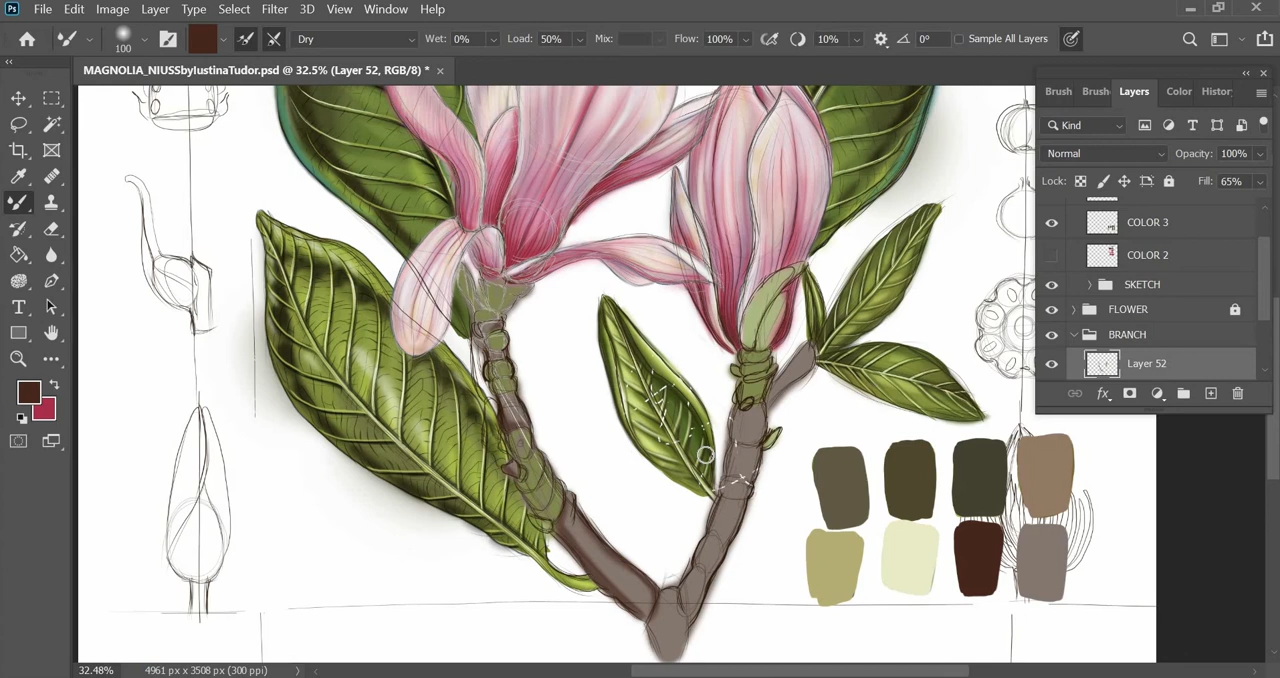 Ps File Edit Image Layer Type Select Filter 3D View Window Help
100 Dry Wet: 0% Load: 50% Mix: Flow: 100% 10% 0° Sample All Layers
MAGNOLIA_NIUSSbyIustinaTudor.psd @ 32.5% (Layer 52, RGB/8) * ×
Brush Brush Layers Color Histor
Kind
Normal Opacity: 100%
Lock: Fill: 65%
COLOR 3
COLOR 2
SKETCH
FLOWER
BRANCH
Layer 52
fx
32.48% 4961 px x 3508 px (300 ppi)